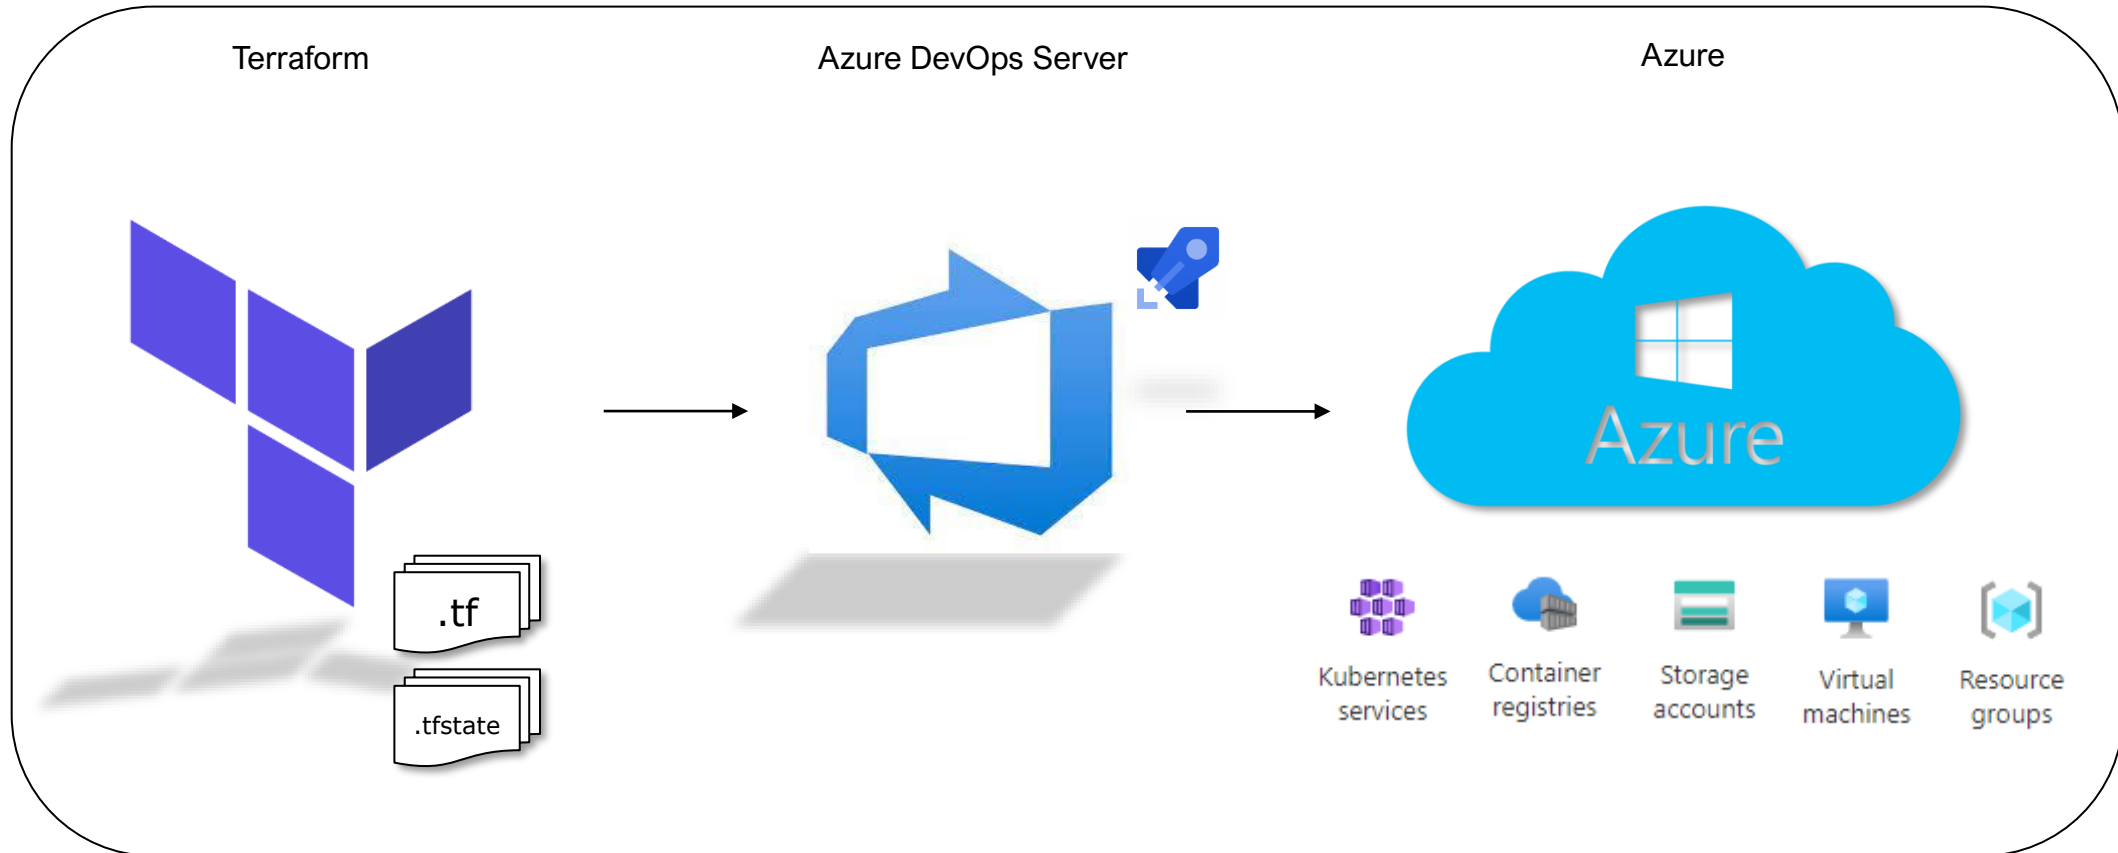 Terraform
Azure DevOps Server
Azure
Azure
.tf
.tfstate
Kubernetes
services
Container
registries
Storage
accounts
Virtual
machines
Resource
groups